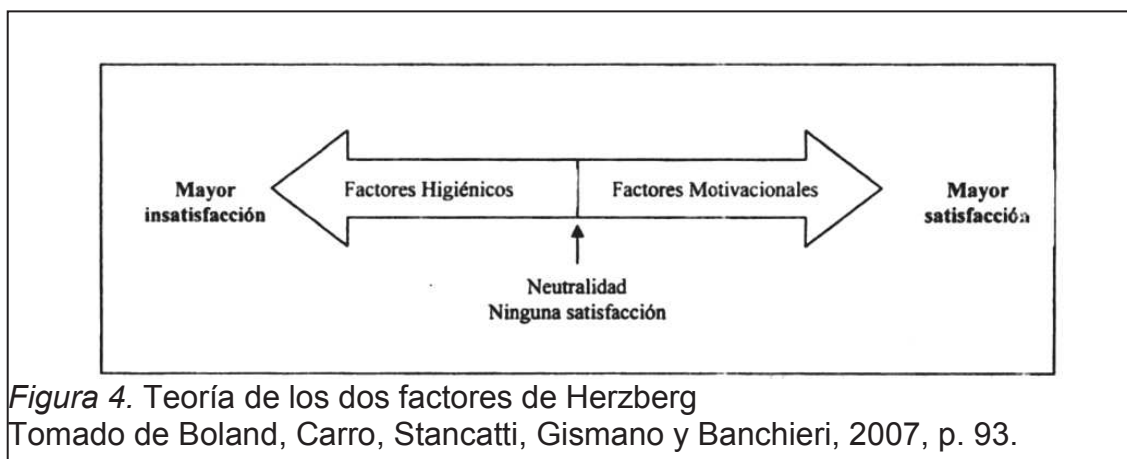 Mayor
insatisfacción
Factores Higiénicos
Factores Motivacionales
Mayor
satisfacción
Neutralidad
Ninguna satisfacción
Figura 4. Teoría de los dos factores de Herzberg
Tomado de Boland, Carro, Stancatti, Gismano y Banchieri, 2007, p. 93.